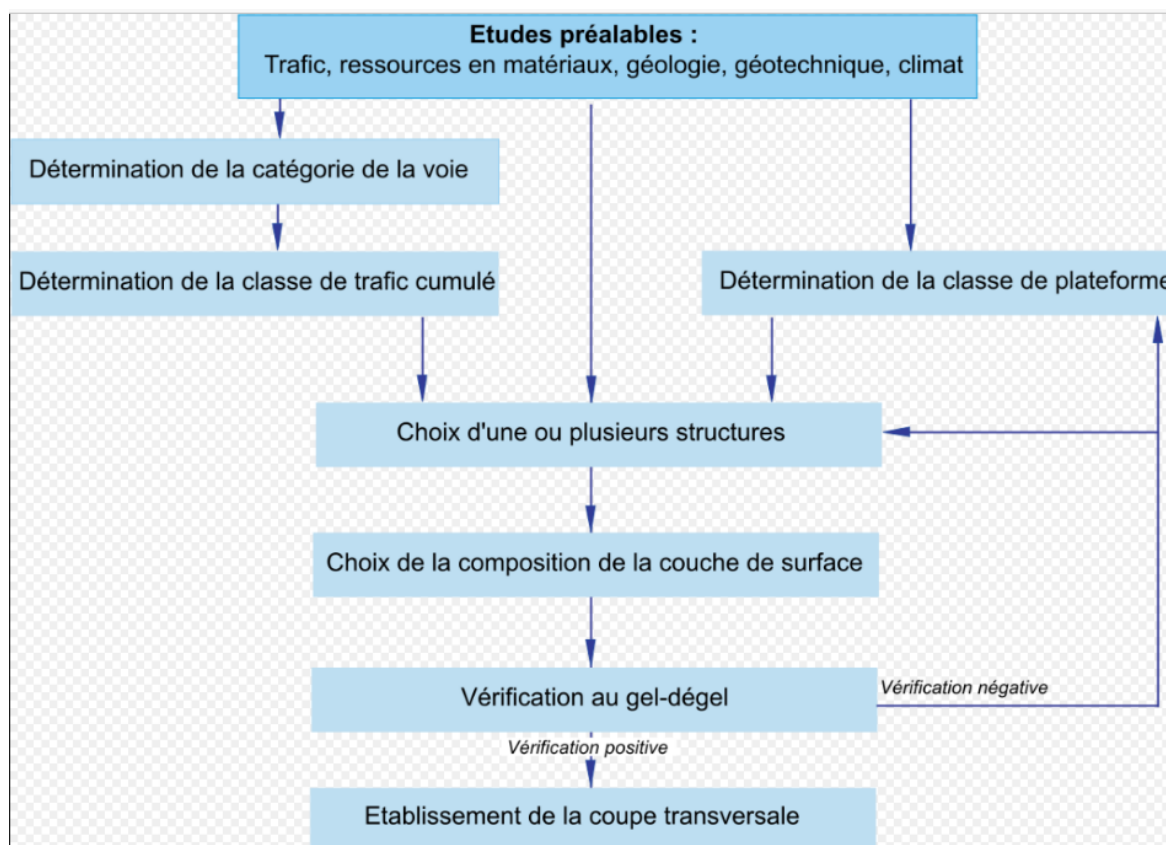 Etudes préalables :
Trafic, ressources en matériaux, géologie, géotechnique, climat
Détermination de la catégorie de la voie
Détermination de la classe de trafic cumulé
Détermination de la classe de plateforme
Choix d'une ou plusieurs structures
Choix de la composition de la couche de surface
Vérification au gel-dégel
Vérification négative
Vérification positive
Etablissement de la coupe transversale